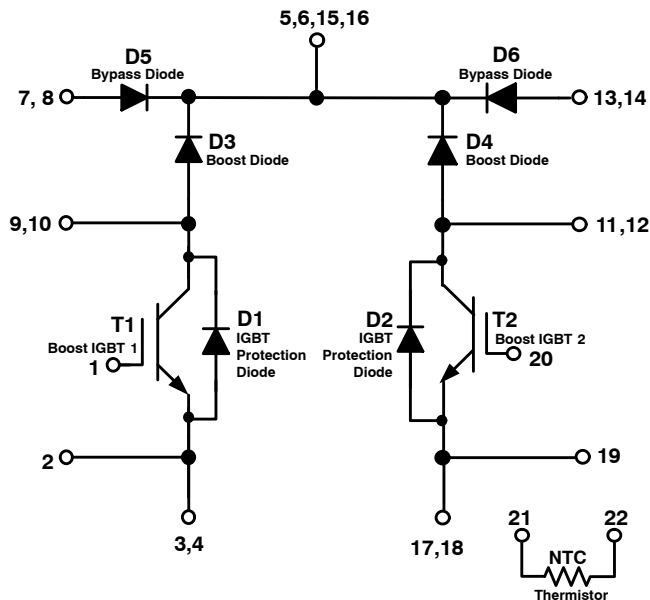 5,6,15,16
D5
Bypass Diode
D6
Bypass Diode
7, 8
13,14
D3
Boost Diode
D4
Boost Diode
9,10
11,12
T1
Boost IGBT 1
1
D1
IGBT
Protection
Diode
D2
IGBT
Protection
Diode
T2
Boost IGBT 2
20
2
19
3,4
17,18
21
22
NTC
Thermistor